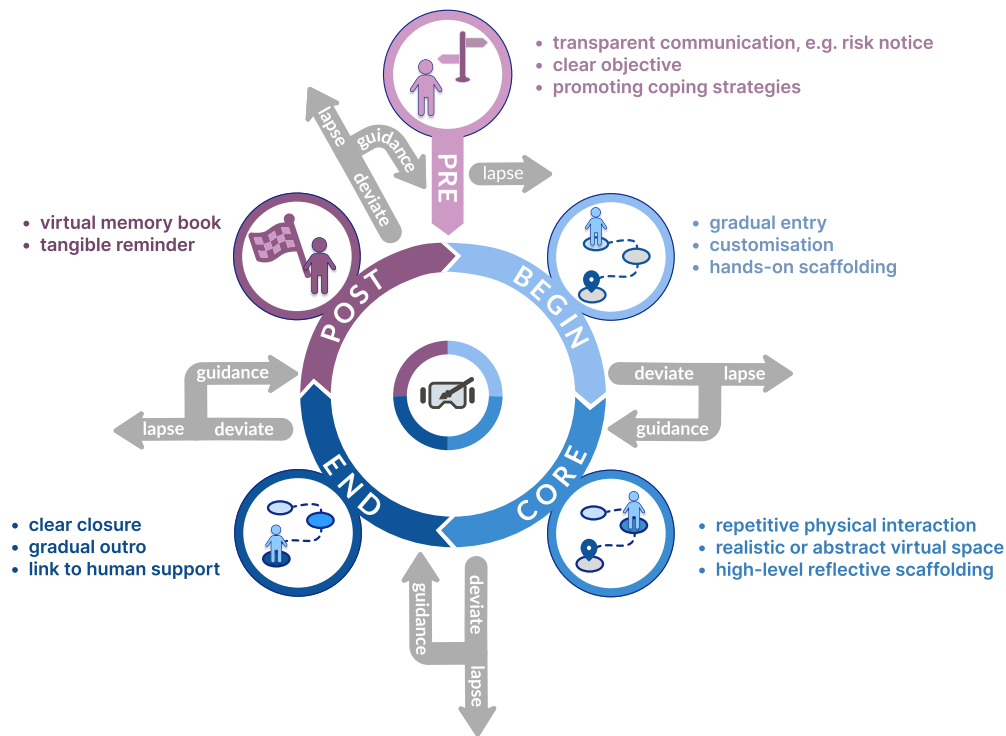 transparent communication, e.g. risk notice
clear objective
promoting coping strategies
lapse
guidance
deviate
PRE
lapse
virtual memory book
tangible reminder
gradual entry
customisation
hands-on scaffolding
POST
BEGIN
guidance
lapse
deviate
deviate
lapse
guidance
END
CORE
clear closure
gradual outro
link to human support
repetitive physical interaction
realistic or abstract virtual space
high-level reflective scaffolding
guidance
deviate
lapse